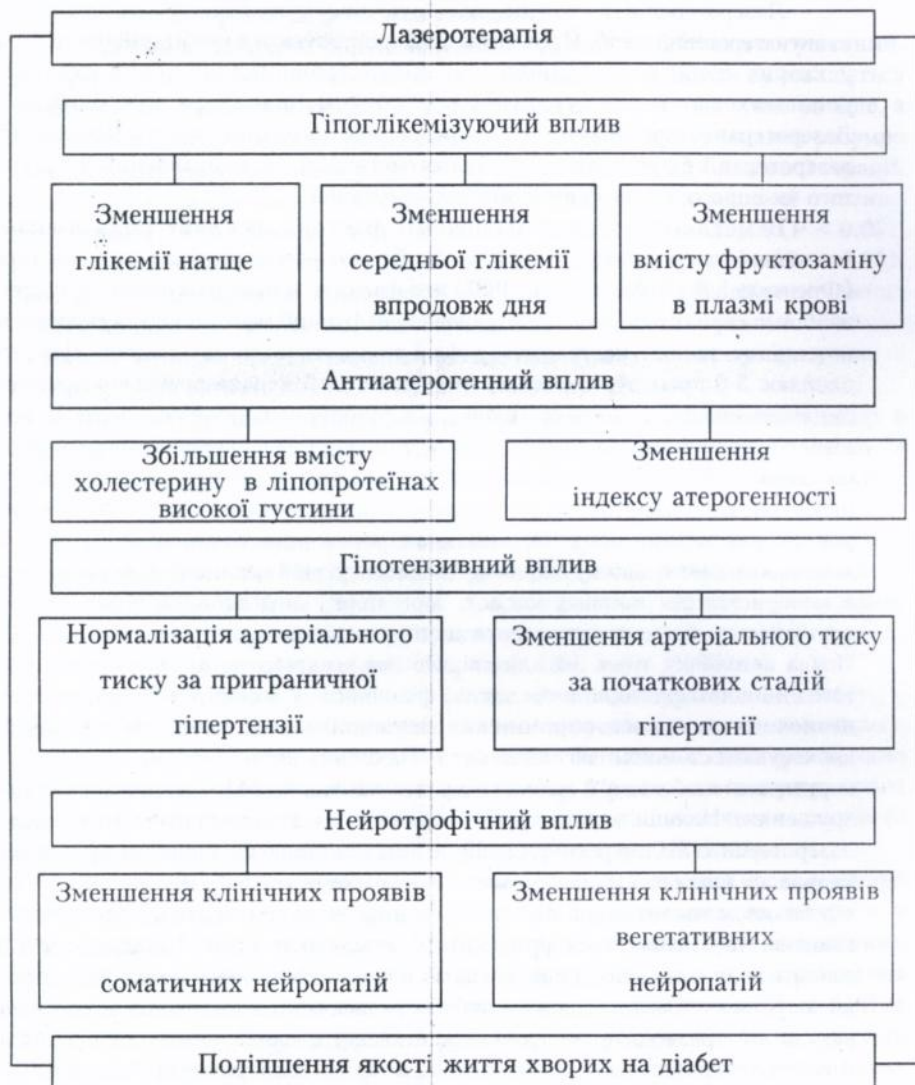 Лазеротерапія
Гіпоглікемізуючий вплив
Зменшення
глікемії натще
Зменшення
середньої глікемії
впродовж дня
Зменшення
вмісту фруктозаміну
в плазмі крові
Антиатерогенний вплив
Збільшення вмісту
холестерину в ліпопротеїнах
високої густини
Зменшення
індексу атерогенності
Гіпотензивний вплив
Нормалізація артеріального
тиску за приграничної
гіпертензії
Зменшення артеріального тиску
за початкових стадій
гіпертонії
Нейротрофічний вплив
Зменшення клінічних проявів
соматичних нейропатій
Зменшення клінічних проявів
вегетативних
нейропатій
Поліпшення якості життя хворих на діабет